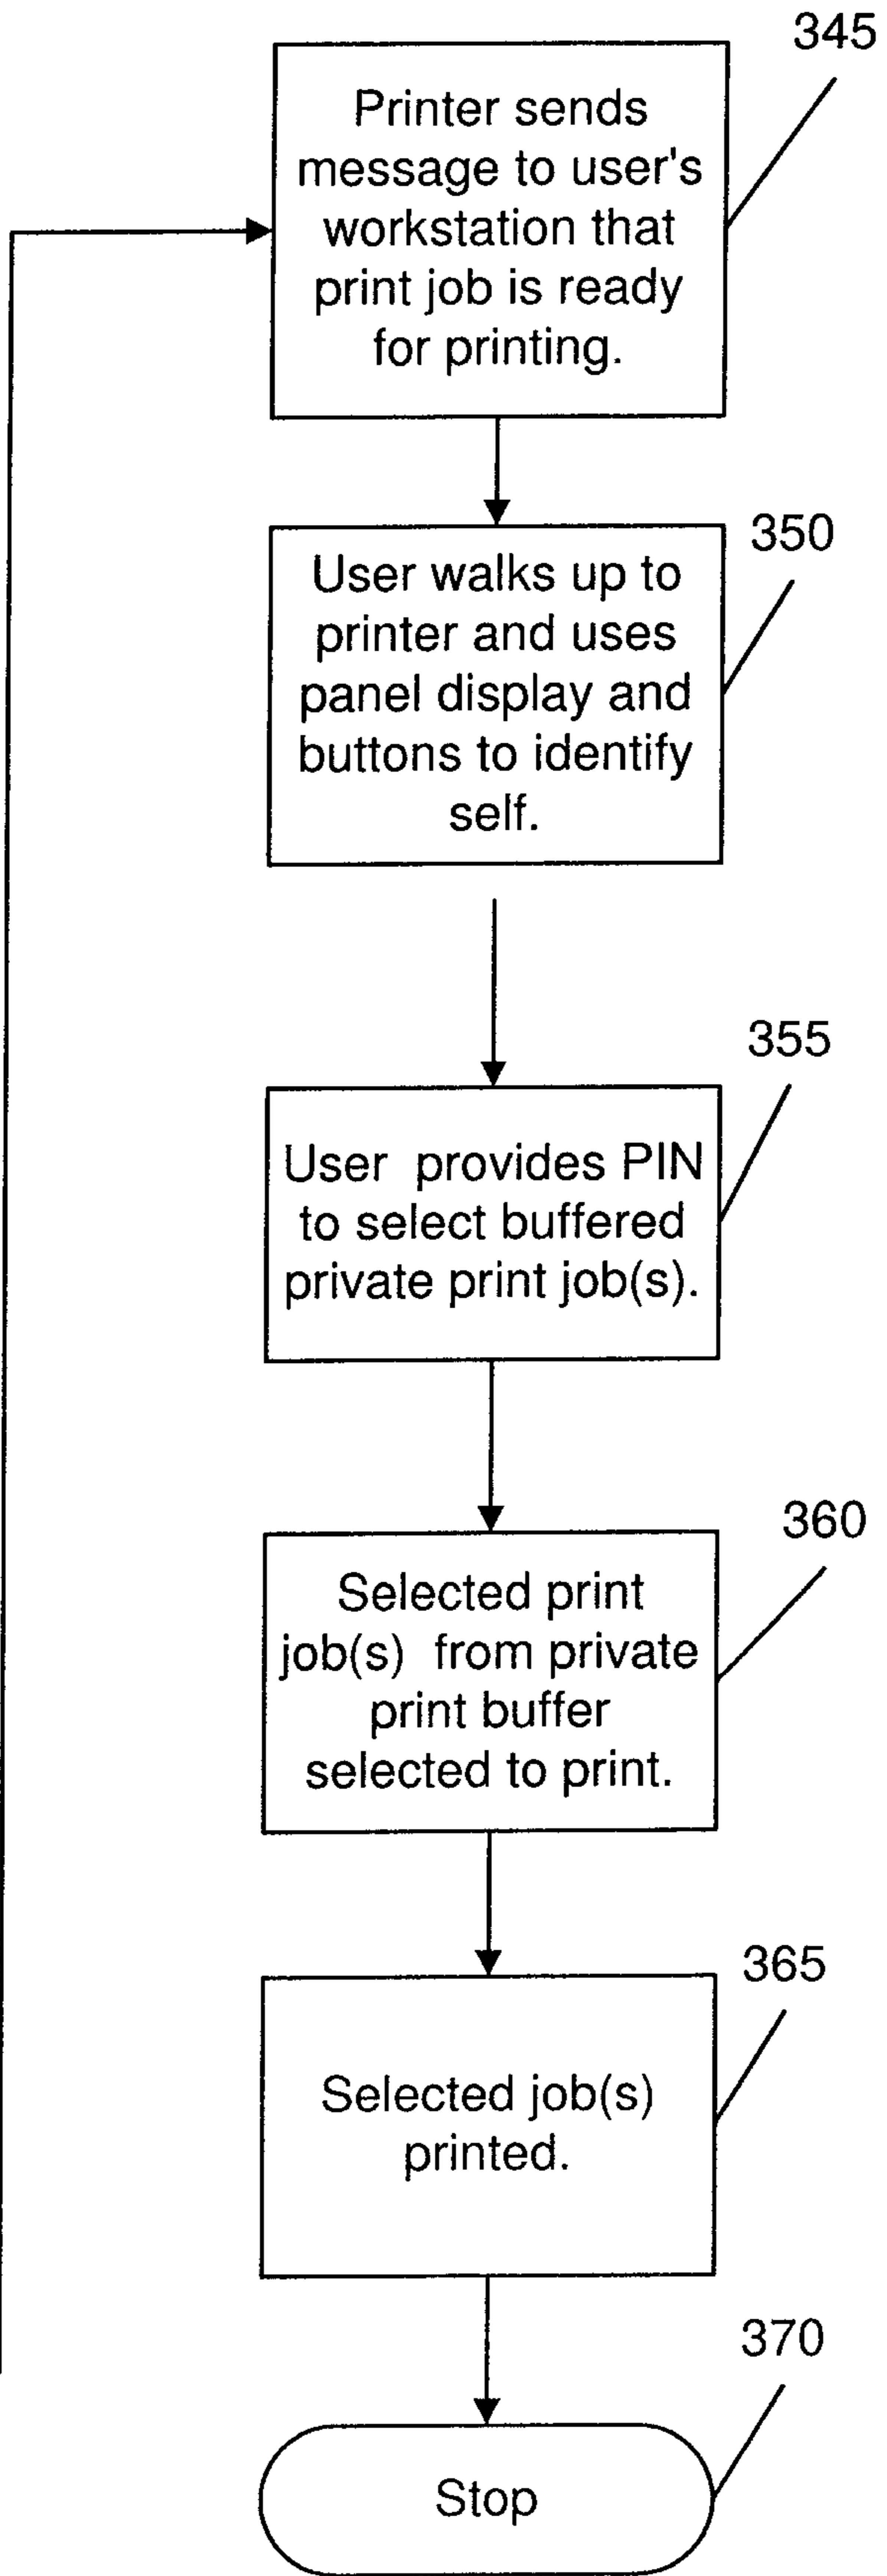 345
Printer sends
message to user's
workstation that
print job is ready
for printing.
350
User walks up to
printer and uses
panel display and
buttons to identify
self.
355
User provides PIN
to select buffered
private print job(s).
360
Selected print
job(s) from private
print buffer
selected to print.
365
Selected job(s)
printed.
370
Stop